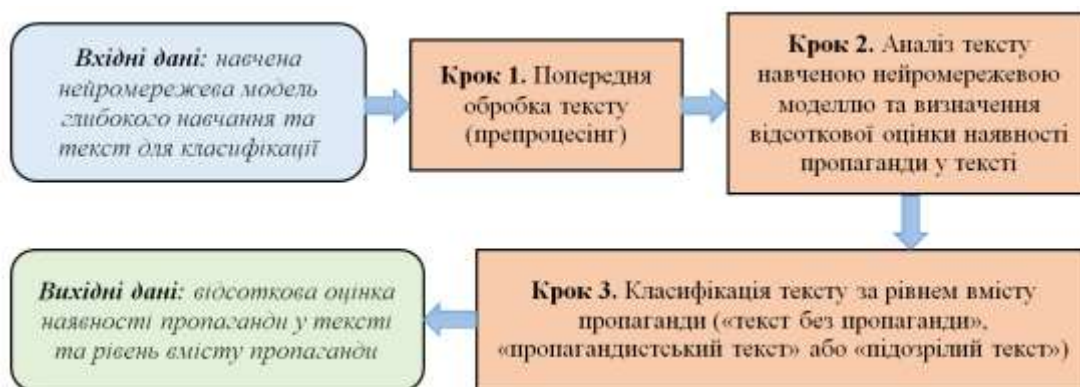 Вхідні дані: навчена
нейромережева модель
глибокого навчання та
текст для класифікації
Крок 1. Попередня
обробка тексту
(препроцесінг)
Крок 2. Аналіз тексту
навченою нейромережевою
моделлю та визначення
відсоткової оцінки наявності
пропаганди у тексті
Крок 3. Класифікація тексту за рівнем вмісту
пропаганди («текст без пропаганди»,
«пропагандистський текст» або «підозрілий текст»)
Вихідні дані: відсоткова оцінка
наявності пропаганди у тексті
та рівень вмісту пропаганди